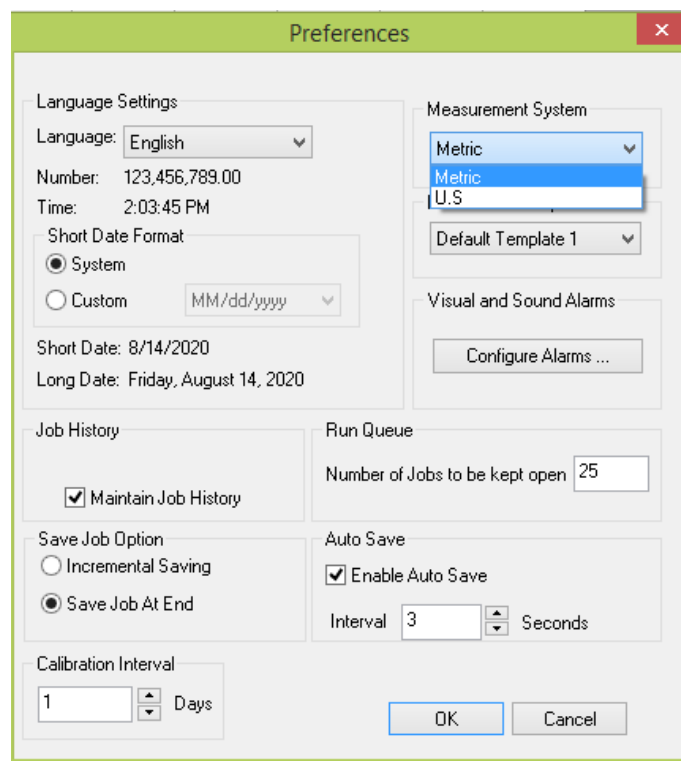 Preferences
Language Settings
Language: English
Number: 123,456,789.00
Time: 2:03:45 PM
Short Date Format
System
Custom MM/dd/yyyy
Short Date: 8/14/2020
Long Date: Friday, August 14, 2020
Measurement System
Metric
Metric
U.S
Default Template 1
Visual and Sound Alarms
Configure Alarms ...
Job History
Maintain Job History
Run Queue
Number of Jobs to be kept open 25
Save Job Option
Incremental Saving
Save Job At End
Auto Save
Enable Auto Save
Interval 3 Seconds
Calibration Interval
1 Days
OK Cancel